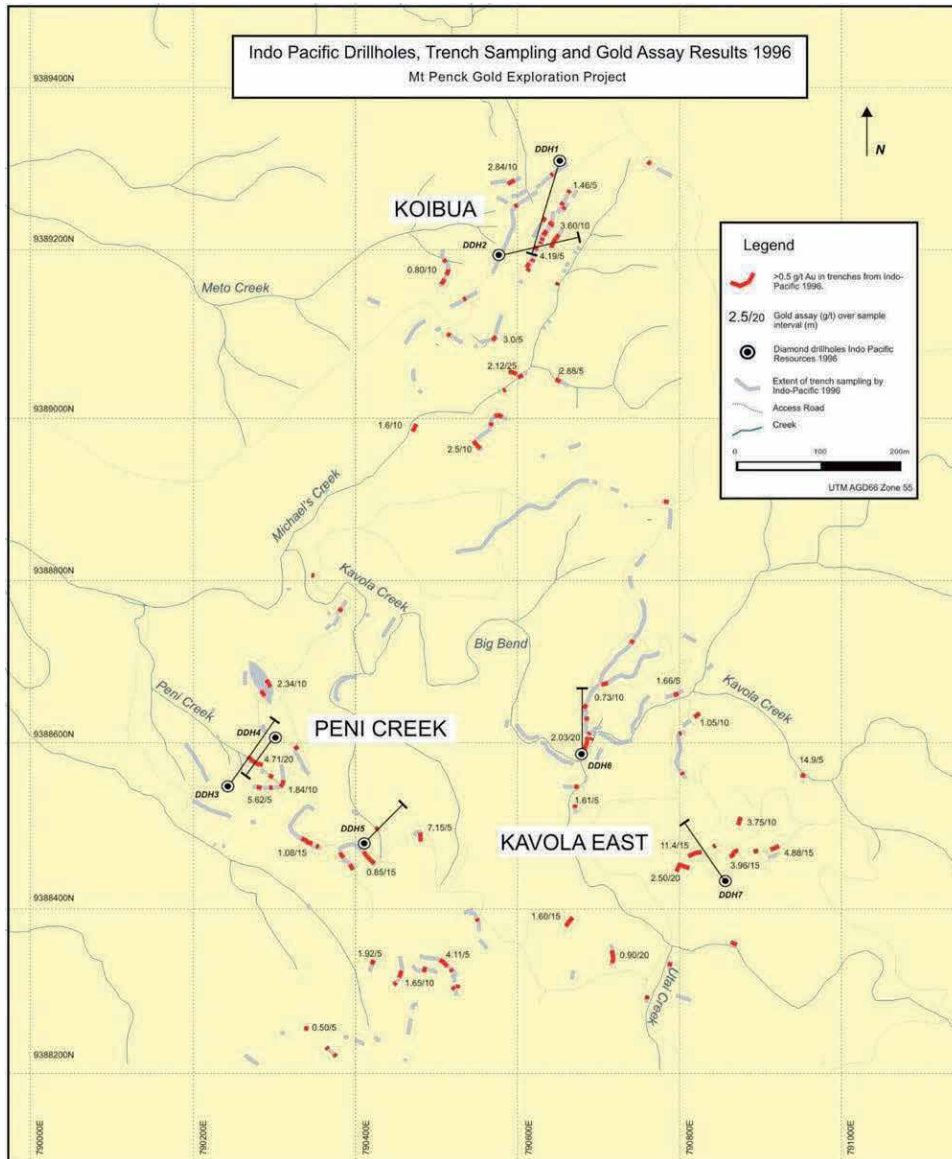 Indo Pacific Drillholes, Trench Sampling and Gold Assay Results 1996
Mt Penck Gold Exploration Project
9389400N
N
DDH1
2.84/10
1.46/5
KOIBUA
3.60/10
DDH2
4.19/5
9389200N
0.80/10
Meto Creek
3.0/5
2.12/25
2.88/5
9389000N
1.6/10
2.5/10
Legend
>0.5 g/t Au in trenches from Indo-
Pacific 1996.
2.5/20
Gold assay (g/t) over sample
interval (m)
Diamond drillholes Indo Pacific
Resources 1996
Extent of trench sampling by
Indo-Pacific 1996
Access Road
Creek
0
100
200m
UTM AGD66 Zone 55
Michael's Creek
9388800N
Kavola Creek
Big Bend
2.34/10
0.73/10
1.66/5
Kavola Creek
1.05/10
Peni Creek
PENI CREEK
DDH4
2.03/20
9388600N
DDH6
4.71/20
14.9/5
DDH3
5.62/5
1.84/10
1.61/5
DDH5
7.15/5
KAVOLA EAST
3.75/10
1.08/15
0.85/15
11.4/15
4.88/15
3.96/15
2.50/20
DDH7
9388400N
1.60/15
1.92/5
4.11/5
0.90/20
1.65/10
Utai Creek
0.50/5
9388200N
790000E
790200E
790400E
790600E
790800E
791000E